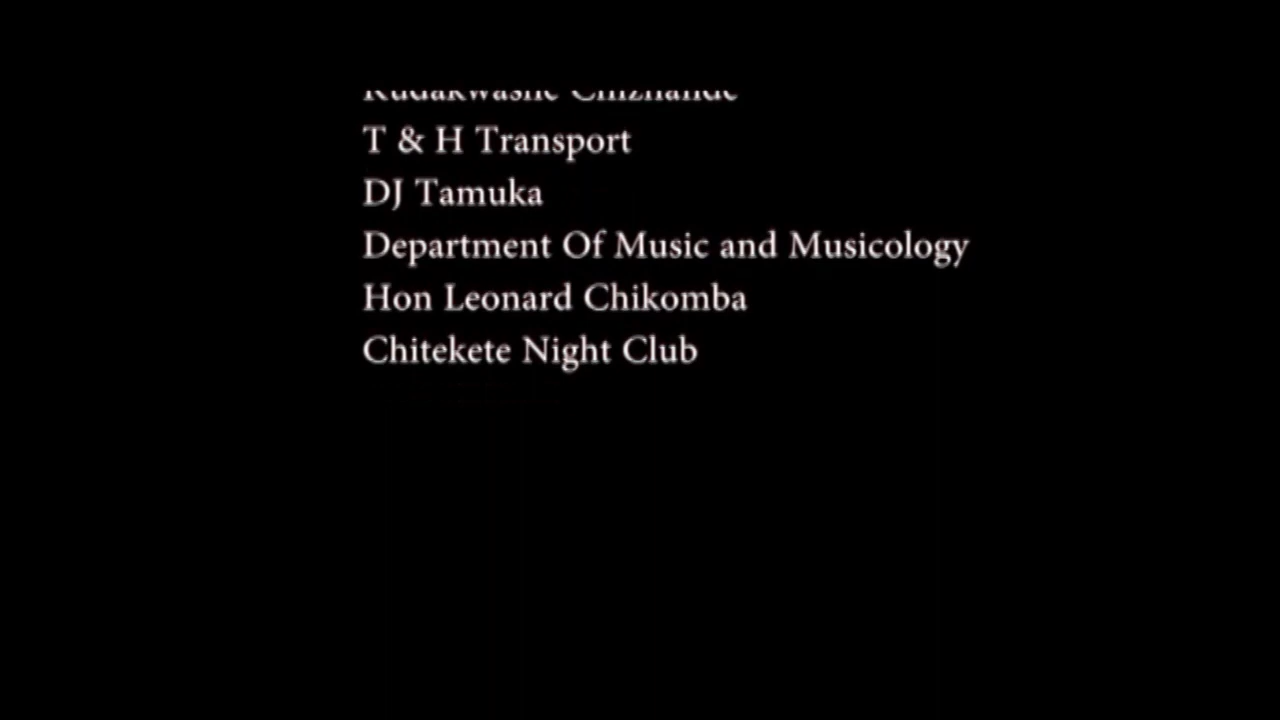 T & H Transport
DJ Tamuka
Department Of Music and Musicology
Hon Leonard Chikomba
Chitekete Night Club